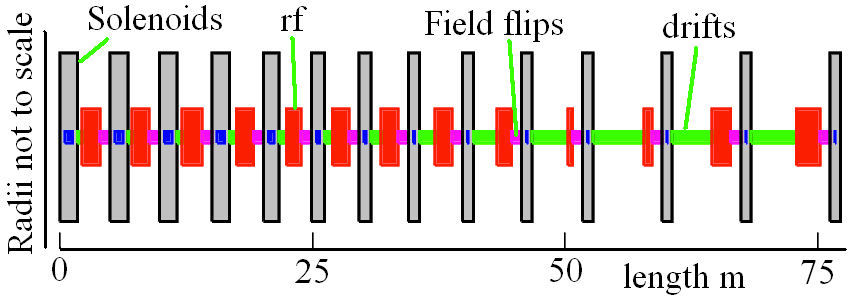 Solenoids
rf
Field flips
drifts
Radii not to scale
0
25
50
75
length m